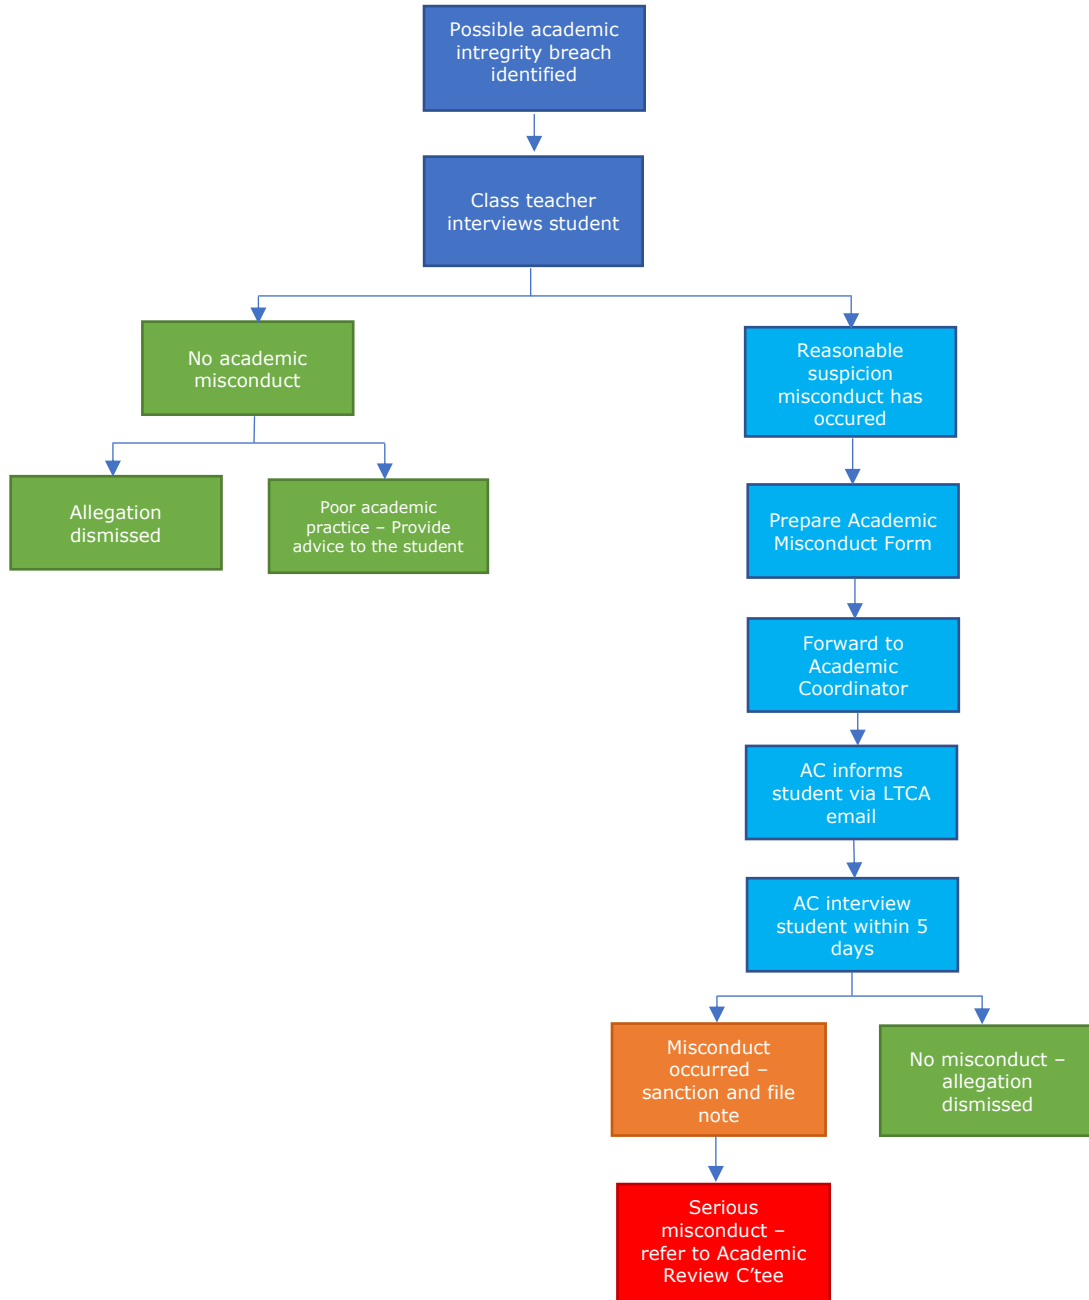 Possible academic
intregrity breach
identified
Class teacher
interviews student
No academic
misconduct
Reasonable
suspicion
misconduct has
occured
Allegation
dismissed
Poor academic
practice – Provide
advice to the student
Prepare Academic
Misconduct Form
Forward to
Academic
Coordinator
AC informs
student via LTCA
email
AC interview
student within 5
days
Misconduct
occurred –
sanction and file
note
No misconduct –
allegation
dismissed
Serious
misconduct –
refer to Academic
Review C’tee